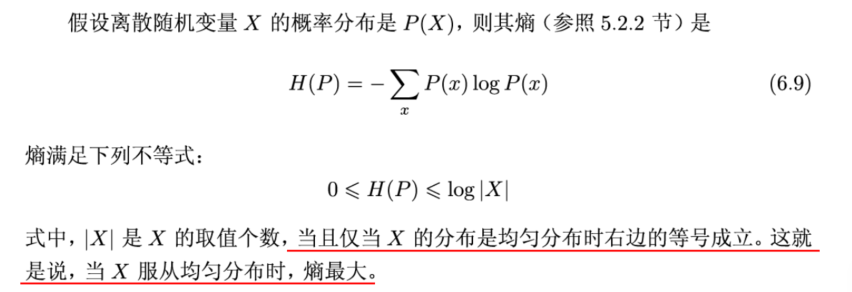 假设离散随机变量 X 的概率分布是 P(X)，则其熵（参照 5.2.2 节）是
H(P) = −∑ₓ P(x) log P(x) (6.9)
熵满足下列不等式：
0 ⩽ H(P) ⩽ log |X|
式中，|X| 是 X 的取值个数，当且仅当 X 的分布是均匀分布时右边的等号成立。这就
是说，当 X 服从均匀分布时，熵最大。